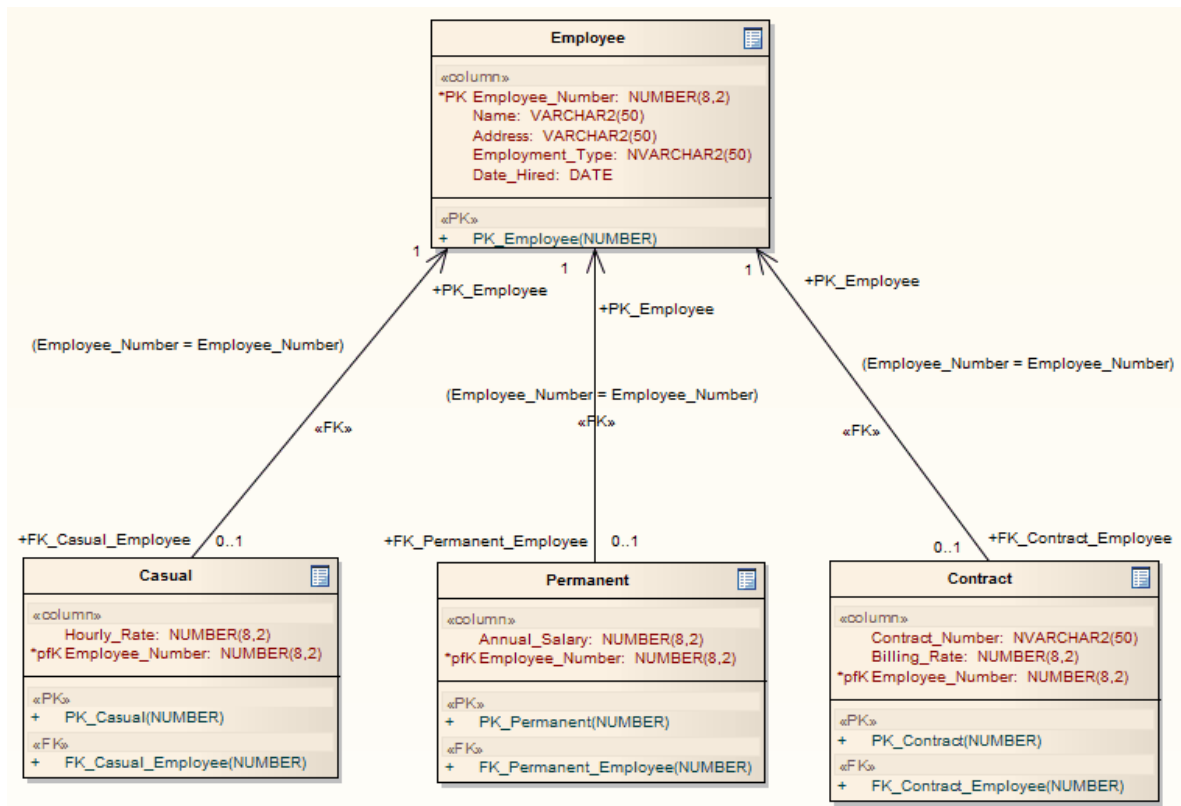 Employee
«column»
*PK Employee_Number: NUMBER(8,2)
Name: VARCHAR2(50)
Address: VARCHAR2(50)
Employment_Type: NVARCHAR2(50)
Date_Hired: DATE
«PK»
+ PK_Employee(NUMBER)
1
1
1
+PK_Employee
+PK_Employee
+PK_Employee
(Employee_Number = Employee_Number)
(Employee_Number = Employee_Number)
(Employee_Number = Employee_Number)
«FK»
«FK»
«FK»
+FK_Casual_Employee
0..1
+FK_Permanent_Employee
0..1
0..1
+FK_Contract_Employee
Casual
«column»
Hourly_Rate: NUMBER(8,2)
*pfK Employee_Number: NUMBER(8,2)
«PK»
+ PK_Casual(NUMBER)
«FK»
+ FK_Casual_Employee(NUMBER)
Permanent
«column»
Annual_Salary: NUMBER(8,2)
*pfK Employee_Number: NUMBER(8,2)
«PK»
+ PK_Permanent(NUMBER)
«FK»
+ FK_Permanent_Employee(NUMBER)
Contract
«column»
Contract_Number: NVARCHAR2(50)
Billing_Rate: NUMBER(8,2)
*pfK Employee_Number: NUMBER(8,2)
«PK»
+ PK_Contract(NUMBER)
«FK»
+ FK_Contract_Employee(NUMBER)